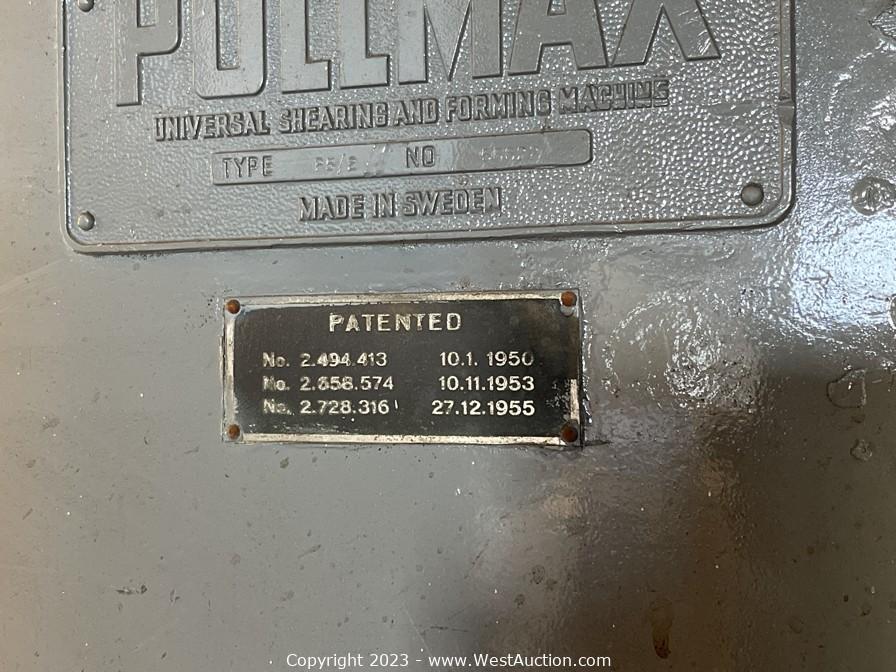 PULLMAX
UNIVERSAL SHEARING AND FORMING MACHINE
TYPE NO
MADE IN SWEDEN
PATENTED
No. 2.494.413 10.1. 1950
No. 2.658.574 10.11.1953
No. 2.728.316 27.12.1955
Copyright 2023 - www.WestAuction.com